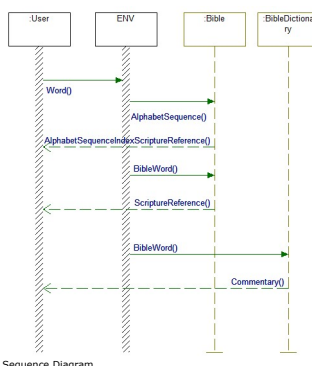 :User
ENV
:Bible
:BibleDictiona
ry
Word()
AlphabetSequence()
AlphabetSequenceIndexScriptureReference()
BibleWord()
ScriptureReference()
BibleWord()
Commentary()
Sequence Diagram